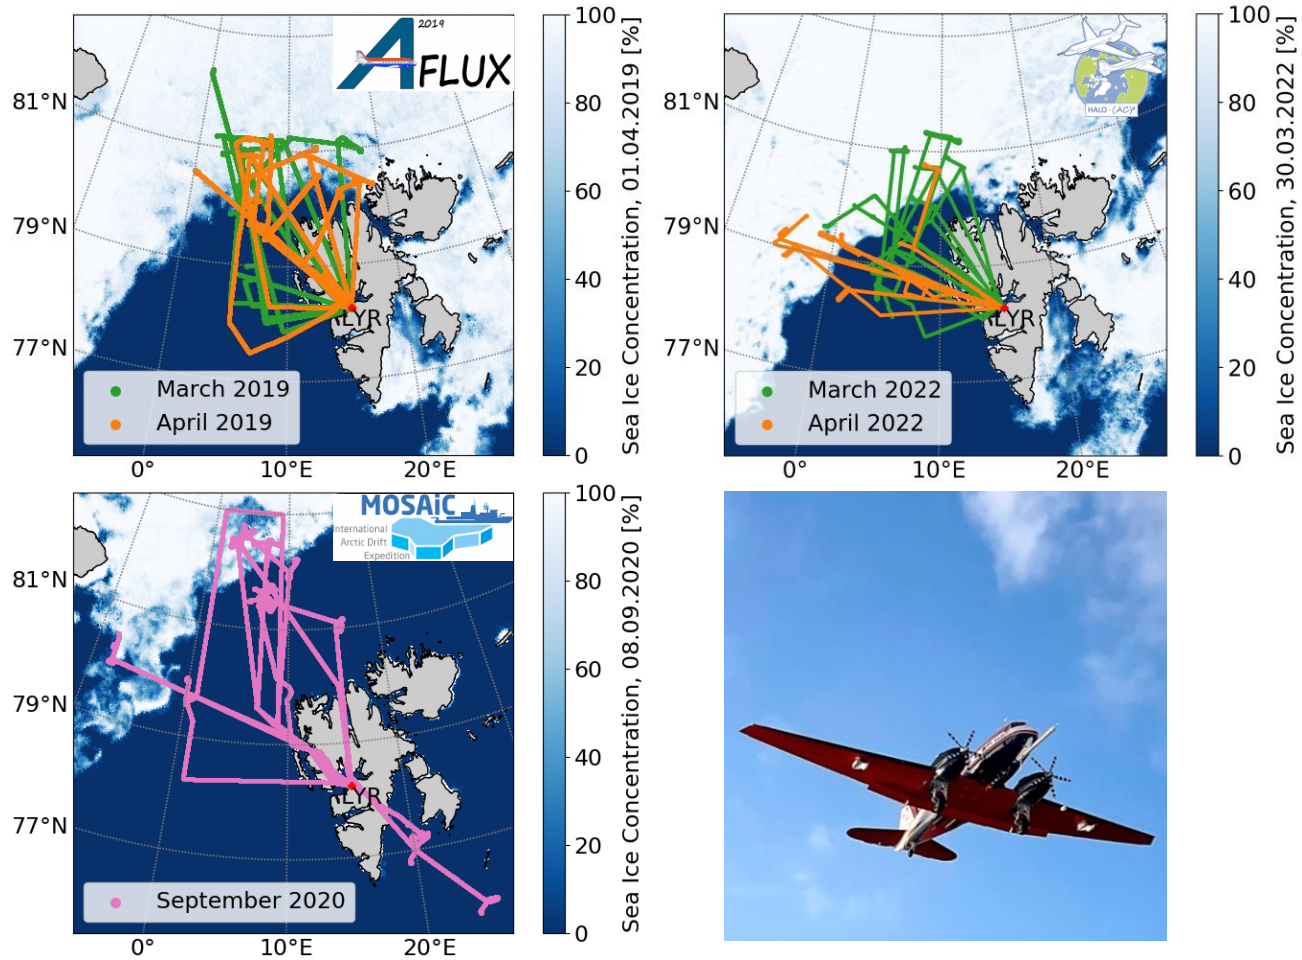 2019
AFLUX
81°N
79°N
77°N
LYR
March 2019
April 2019
0°
10°E
20°E
100
80
60
40
20
0
Sea Ice Concentration, 01.04.2019 [%]
HALO-(AC)³
81°N
79°N
77°N
LYR
March 2022
April 2022
0°
10°E
20°E
100
80
60
40
20
0
Sea Ice Concentration, 30.03.2022 [%]
MOSAiC
International
Arctic Drift
Expedition
81°N
79°N
77°N
LYR
September 2020
0°
10°E
20°E
100
80
60
40
20
0
Sea Ice Concentration, 08.09.2020 [%]